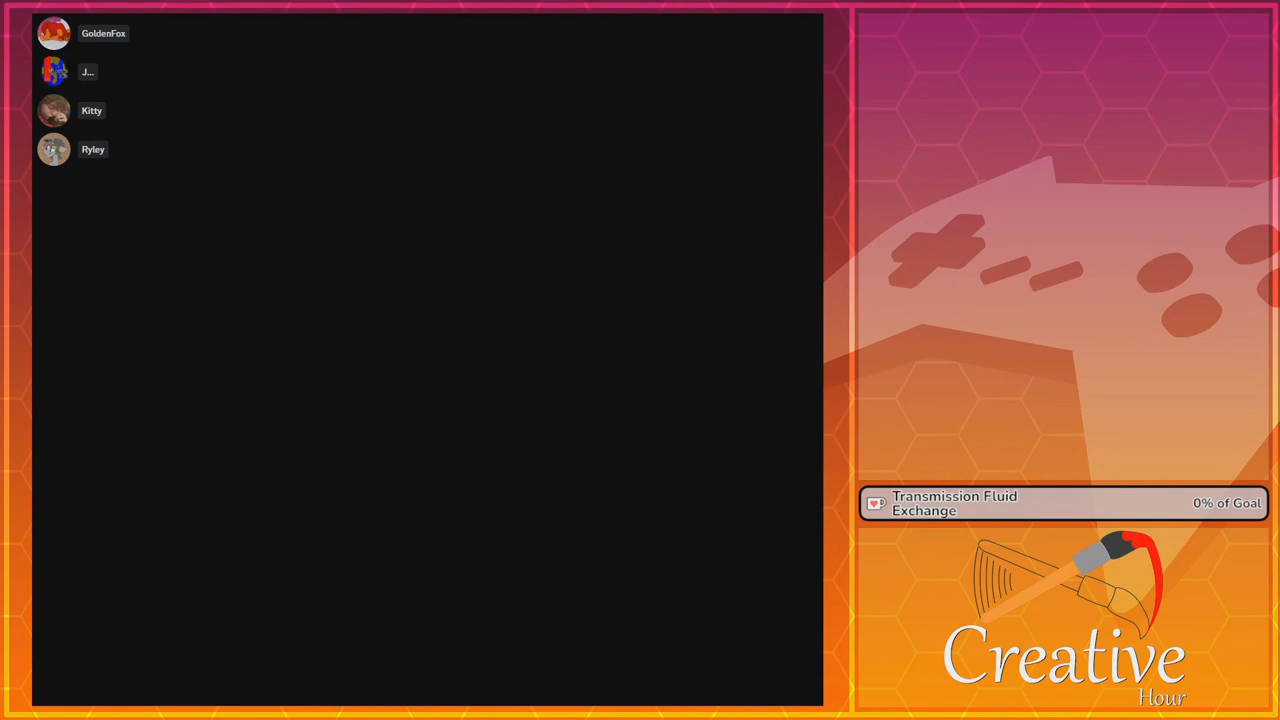 GoldenFox
J...
Kitty
Ryley
Transmission Fluid
Exchange
0% of Goal
Creative
Hour